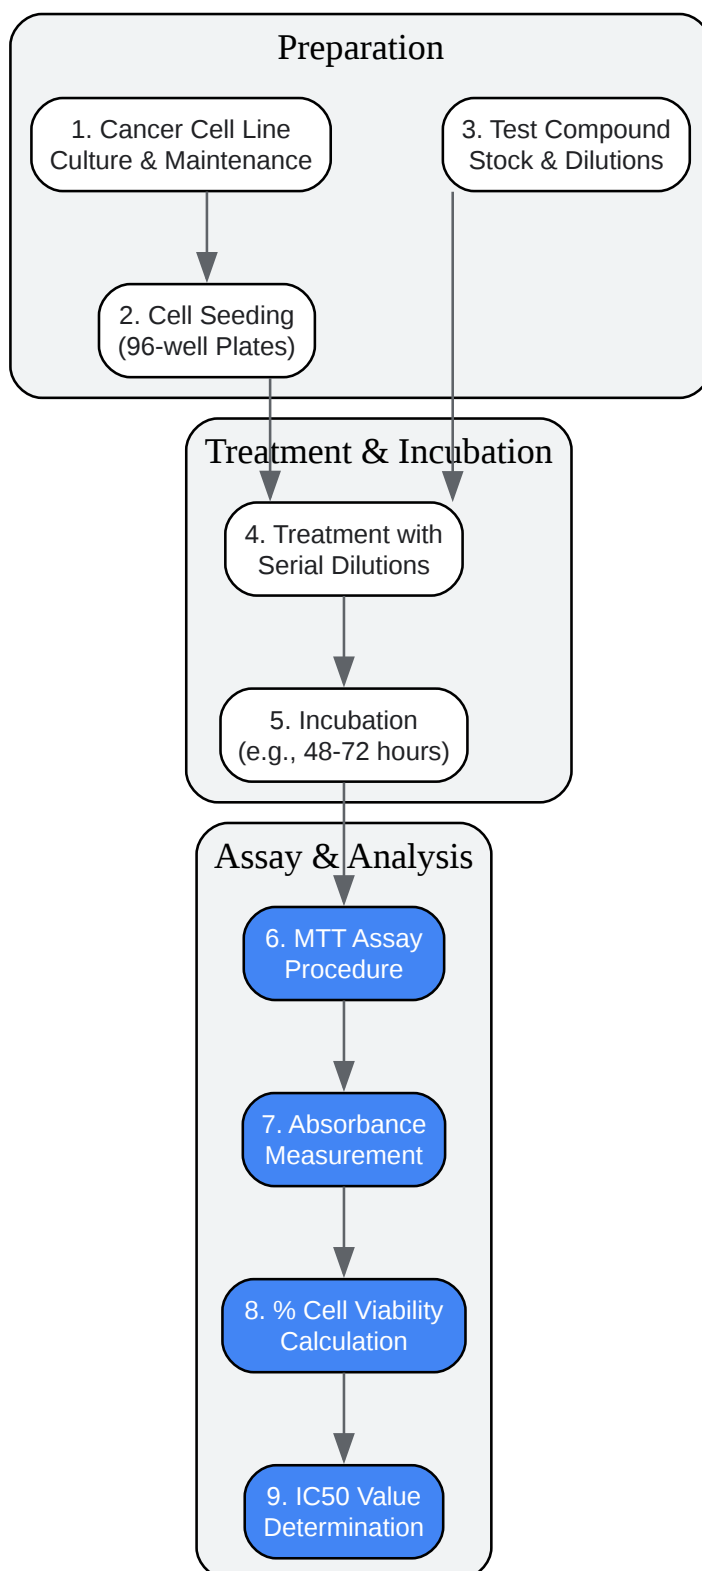 Preparation
1. Cancer Cell Line
Culture & Maintenance
3. Test Compound
Stock & Dilutions
2. Cell Seeding
(96-well Plates)
Treatment & Incubation
4. Treatment with
Serial Dilutions
5. Incubation
(e.g., 48-72 hours)
Assay & Analysis
6. MTT Assay
Procedure
7. Absorbance
Measurement
8. % Cell Viability
Calculation
9. IC50 Value
Determination